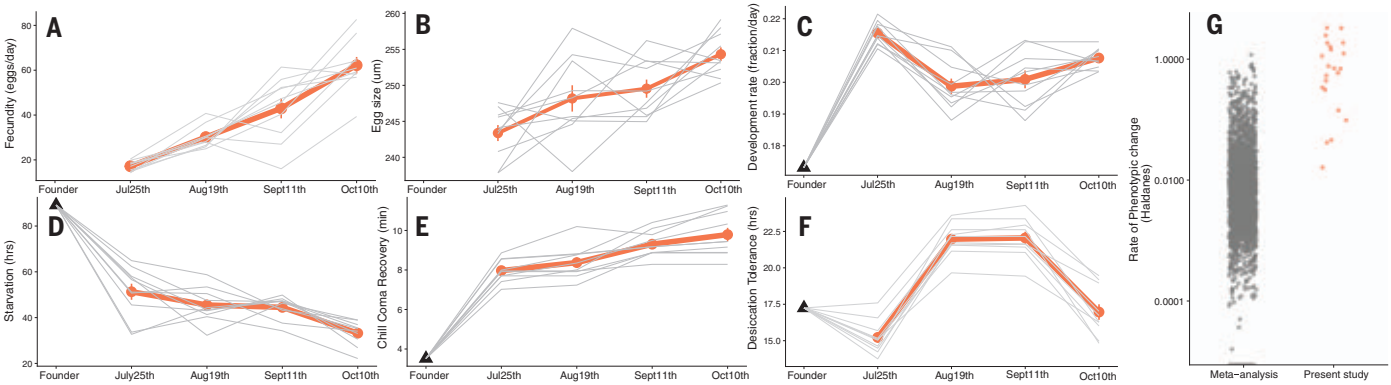 A
Fecundity (eggs/day)
80
60
40
20
Founder Jul25th Aug19th Sept11th Oct10th
B
Egg size (um)
260
255
250
245
240
Founder Jul25th Aug19th Sept11th Oct10th
C
Development rate (fraction/day)
0.22
0.21
0.20
0.19
0.18
Founder Jul25th Aug19th Sept11th Oct10th
D
Starvation (hrs)
80
60
40
20
Founder July25th Aug19th Sept11th Oct10th
E
Chill Coma Recovery (min)
10
8
6
4
Founder Jul25th Aug19th Sept11th Oct10th
F
Desiccation Tderance (hrs)
22.5
20.0
17.5
15.0
Founder Jul25th Aug19th Sept11th Oct10th
G
Rate of Phenotypic change
(Haldanes)
1.0000
0.0100
0.0001
Meta−analysis Present study